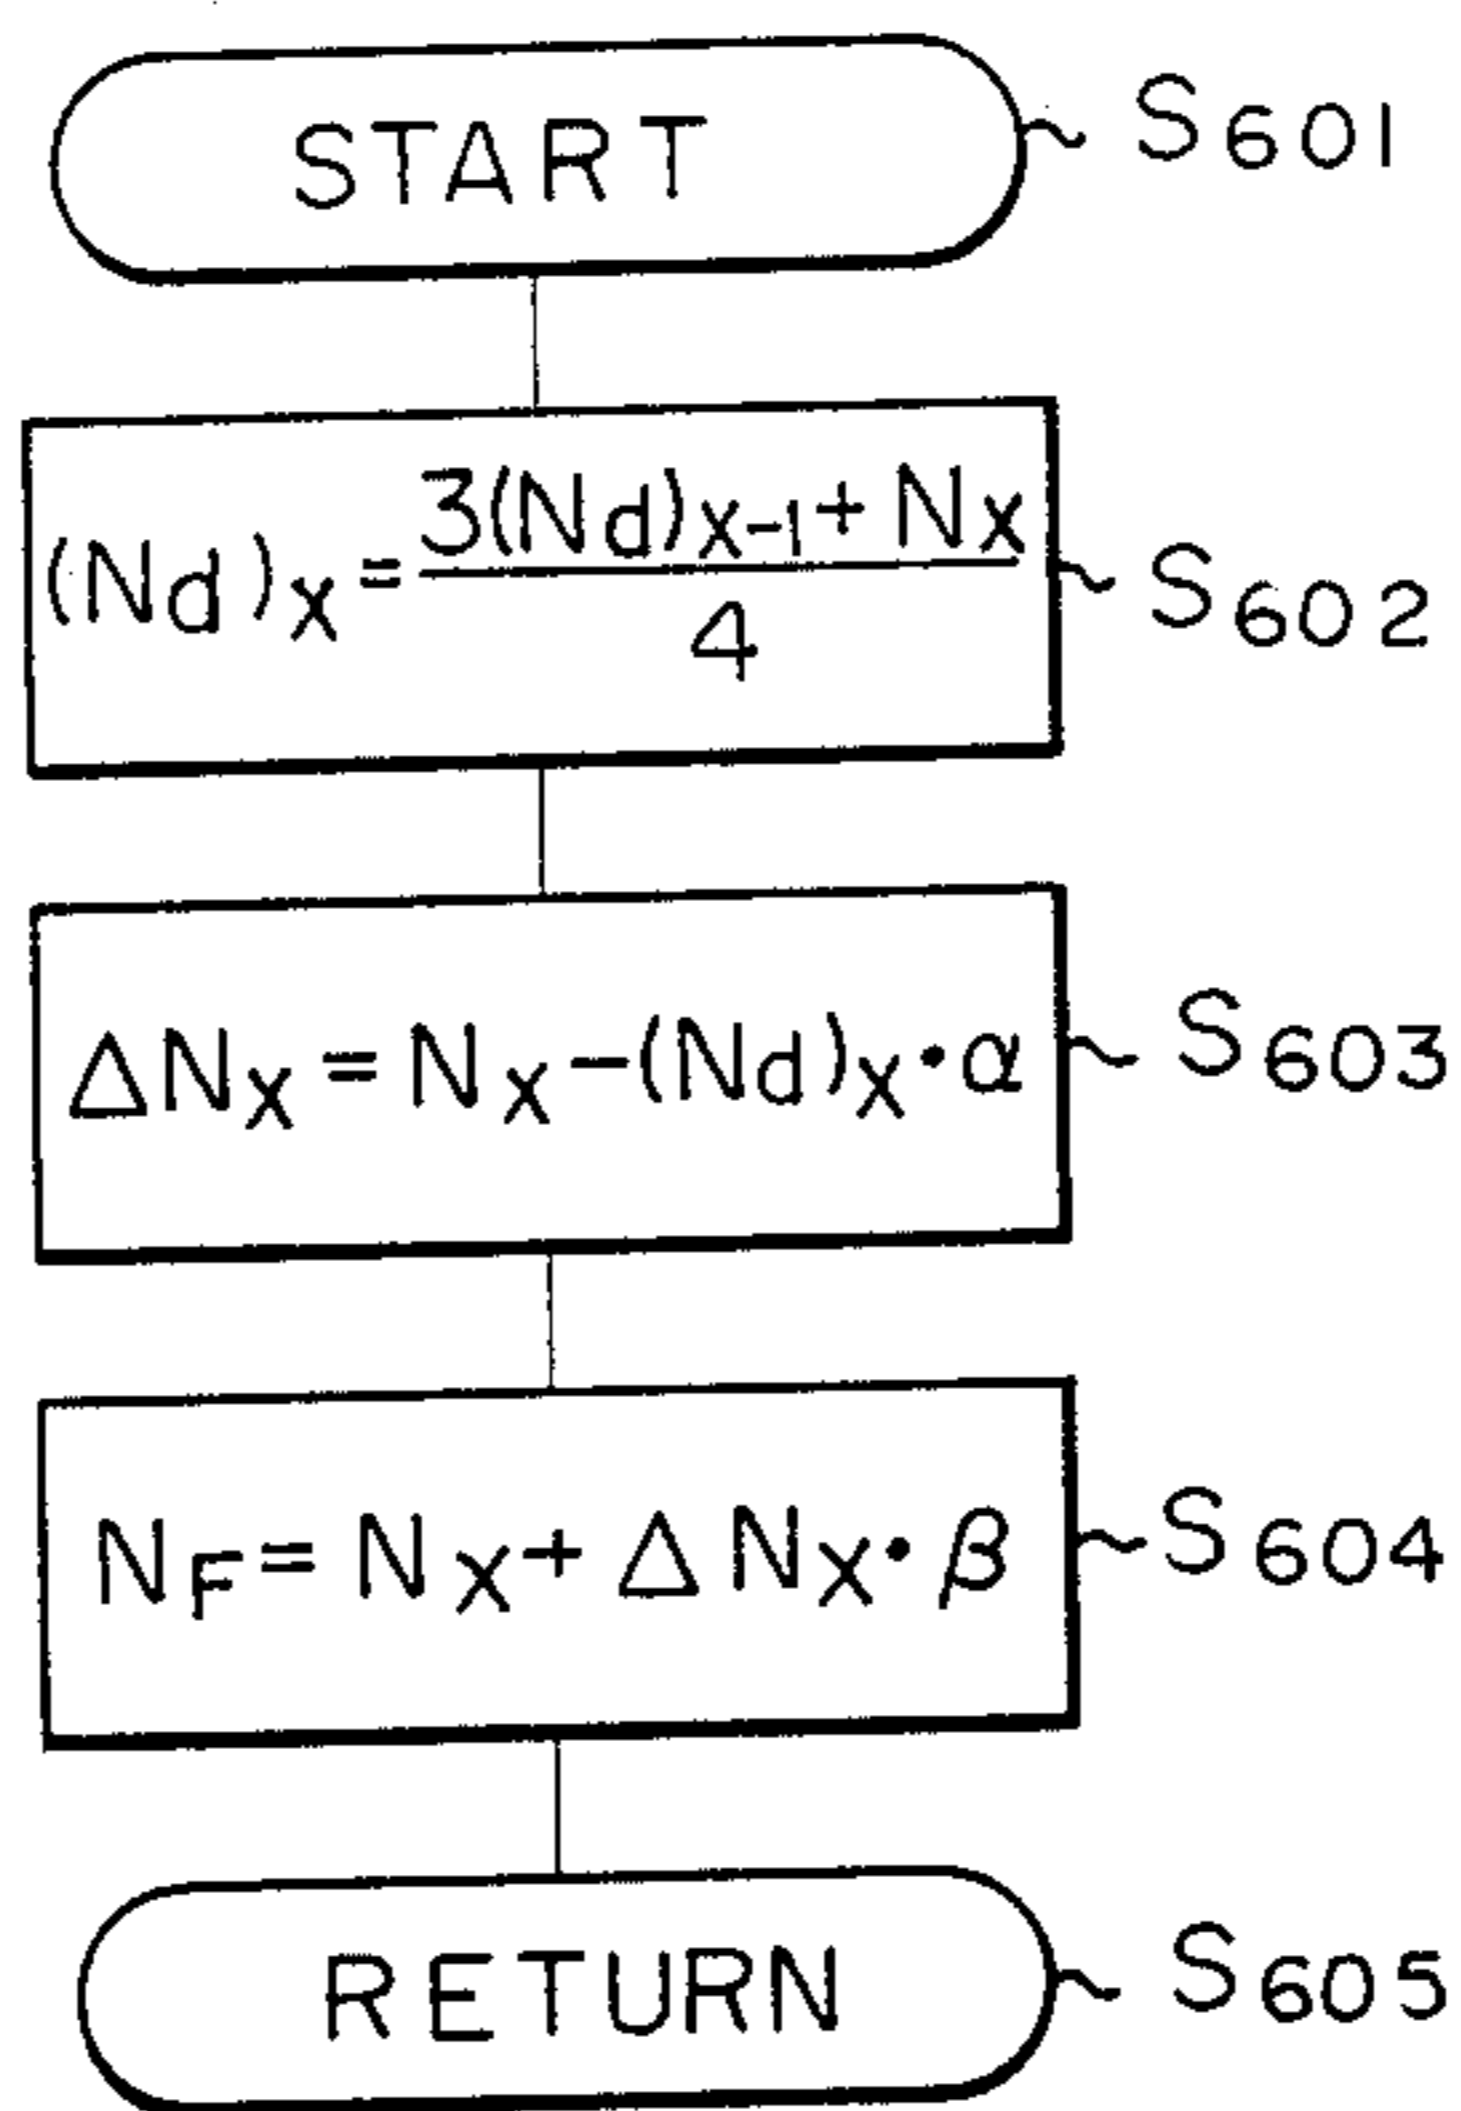 START S601
(Nd)x = 3(Nd)x-1 + Nx / 4 S602
ΔNx = Nx - (Nd)x · α S603
NF = Nx + ΔNx · β S604
RETURN S605